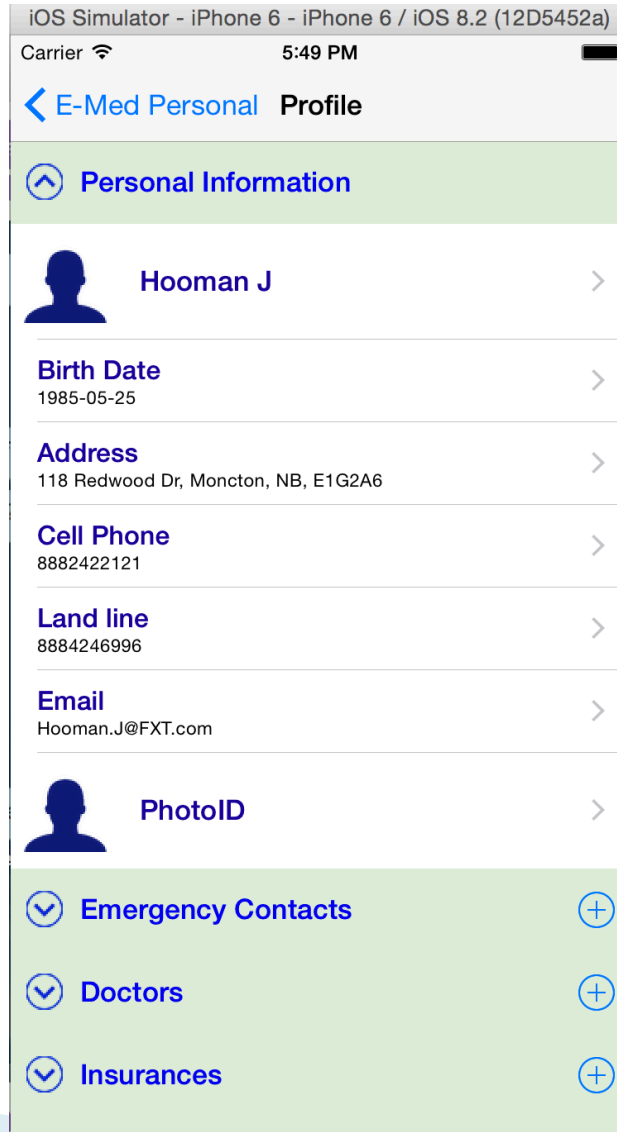 iOS Simulator - iPhone 6 - iPhone 6 / iOS 8.2 (12D5452a)
Carrier 5:49 PM
E-Med Personal Profile
Personal Information
Hooman J
Birth Date
1985-05-25
Address
118 Redwood Dr, Moncton, NB, E1G2A6
Cell Phone
8882422121
Land line
8884246996
Email
Hooman.J@FXT.com
PhotoID
Emergency Contacts
Doctors
Insurances